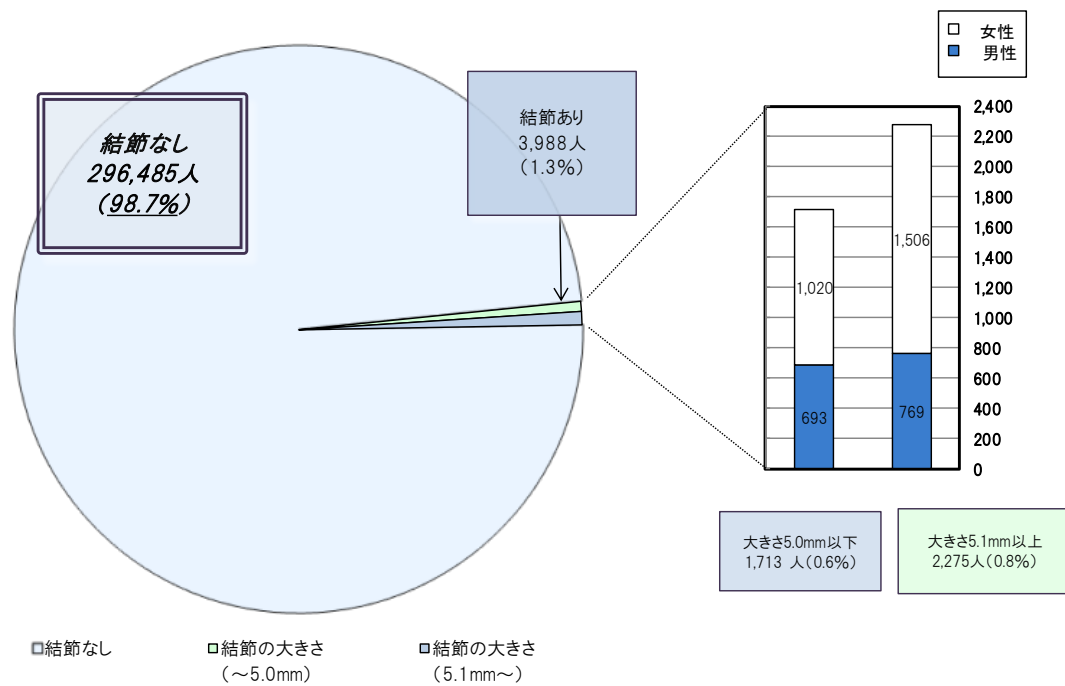 女性
男性
結節なし
296,485人
(98.7%)
結節あり
3,988人
(1.3%)
2,400
2,200
2,000
1,800
1,600
1,400
1,200
1,000
800
600
400
200
0
1,506
1,020
693
769
大きさ5.0mm以下
1,713 人(0.6%)
大きさ5.1mm以上
2,275人(0.8%)
結節なし
結節の大きさ
(～5.0mm)
結節の大きさ
(5.1mm～)